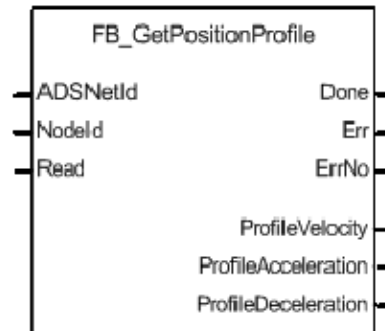 FB_GetPositionProfile
ADSNetId Done
NodeId Err
Read ErrNo
ProfileVelocity
ProfileAcceleration
ProfileDeceleration